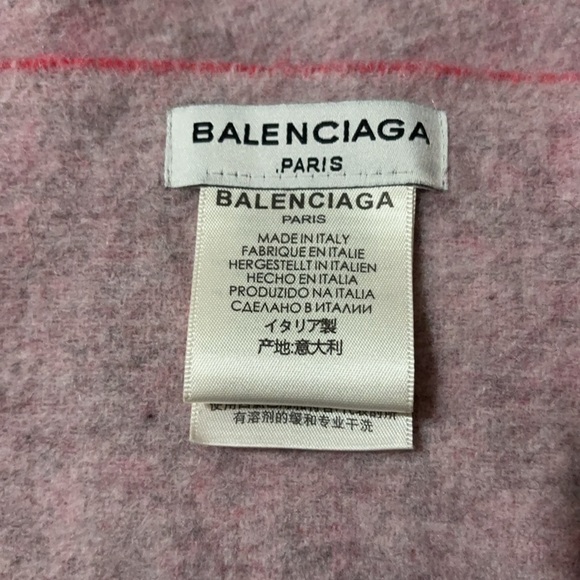 BALENCIAGA
.PARIS
BALENCIAGA
PARIS
MADE IN ITALY
FABRIQUE EN ITALIE
HERGESTELLT IN ITALIEN
HECHO EN ITALIA
PRODUZIDO NA ITALIA
СДЕЛАНО В ИТАЛИИ
イタリア製
产地:意大利
有溶剂的缓和专业干洗